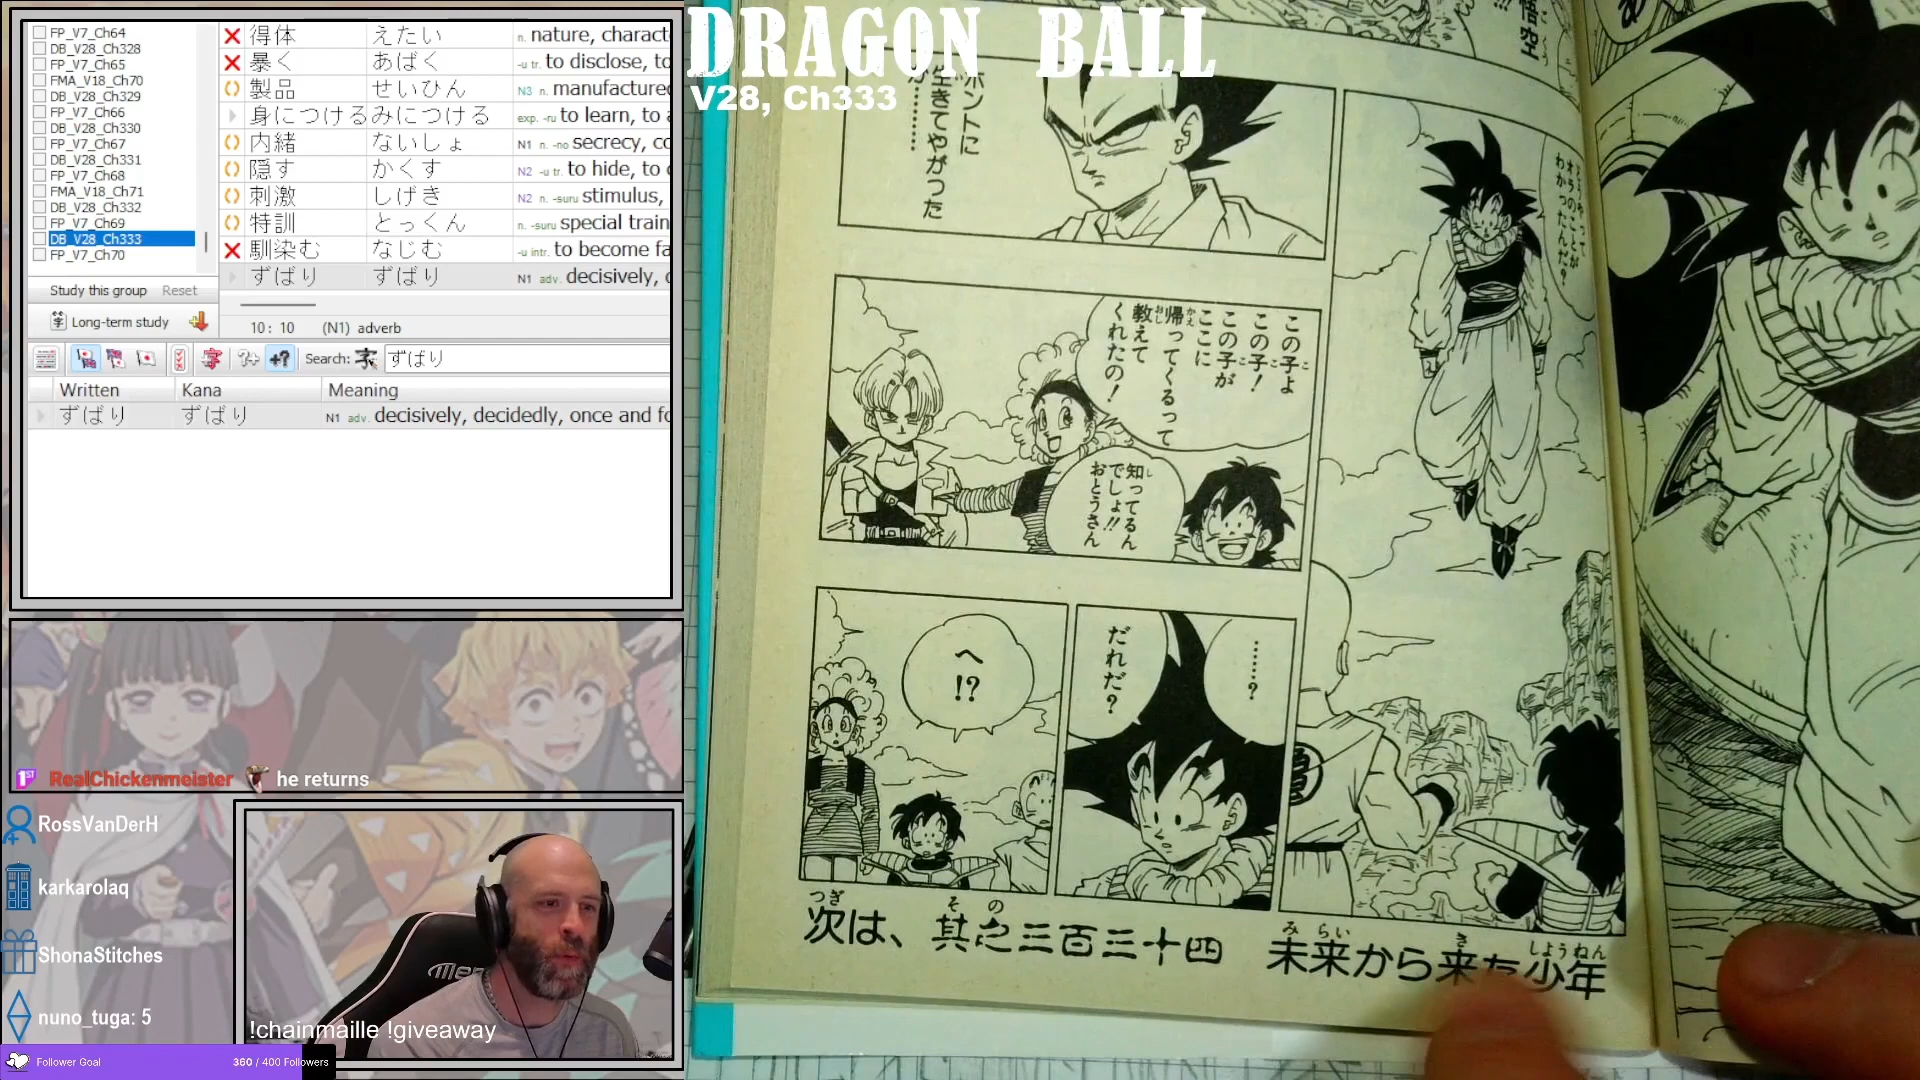 FP_V7_Ch64
DB_V28_Ch328
FP_V7_Ch65
FMA_V18_Ch70
DB_V28_Ch329
FP_V7_Ch66
DB_V28_Ch330
FP_V7_Ch67
DB_V28_Ch331
FP_V7_Ch68
FMA_V18_Ch71
DB_V28_Ch332
FP_V7_Ch69
DB_V28_Ch333
FP_V7_Ch70
Study this group Reset
Long-term study
得体 えたい n. nature, charact
暴く あばく -u tr. to disclose, to
製品 せいひん N3 n. manufactured
身につける みにつける exp. -ru to learn, to
内緒 ないしょ N1 n. -no secrecy, co
隠す かくす N2 -u tr. to hide, to
刺激 しげき N2 n. -suru stimulus,
特訓 とっくん n. -suru special train
馴染む なじむ -u intr. to become fa
ずばり ずばり N1 adv. decisively,
10: 10 (N1) adverb
Search: ずばり
Written Kana Meaning
ずばり ずばり N1 adv. decisively, decidedly, once and fo
1ST RealChickenmeister he returns
RossVanDerH
karkarolaq
ShonaStitches
nuno_tuga: 5
!chainmaille !giveaway
Follower Goal 360 / 400 Followers
DRAGON BALL
V28, Ch333
悟空
オラのことが
わかったんだ？
ホントに
生きてやがった
か………
この子よ
この子！
この子が
ここに
帰ってくるって
教えて
くれたの！
知ってるん
でしょ!!
おとうさん
……？
だれだ？
へ
!?
次は、其之三百三十四 未来から来た少年